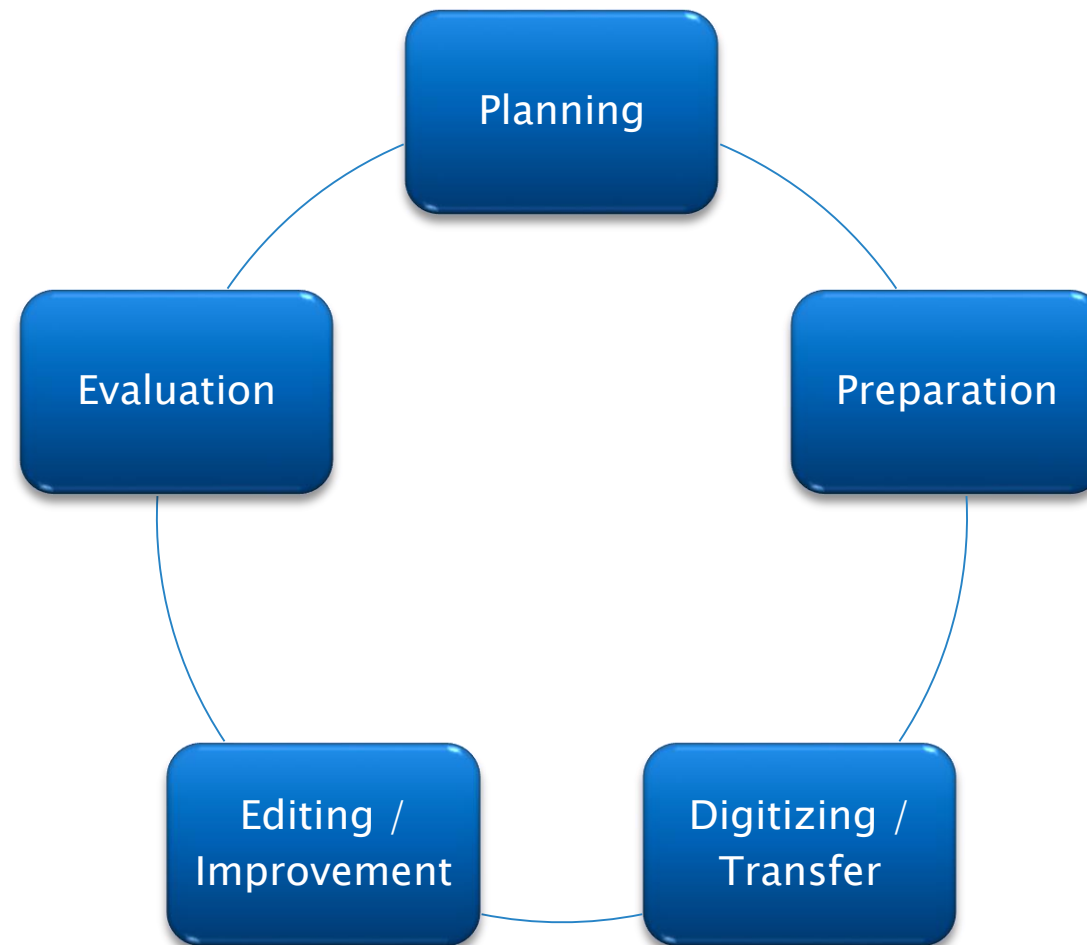 Planning
Preparation
Digitizing /
Transfer
Editing /
Improvement
Evaluation